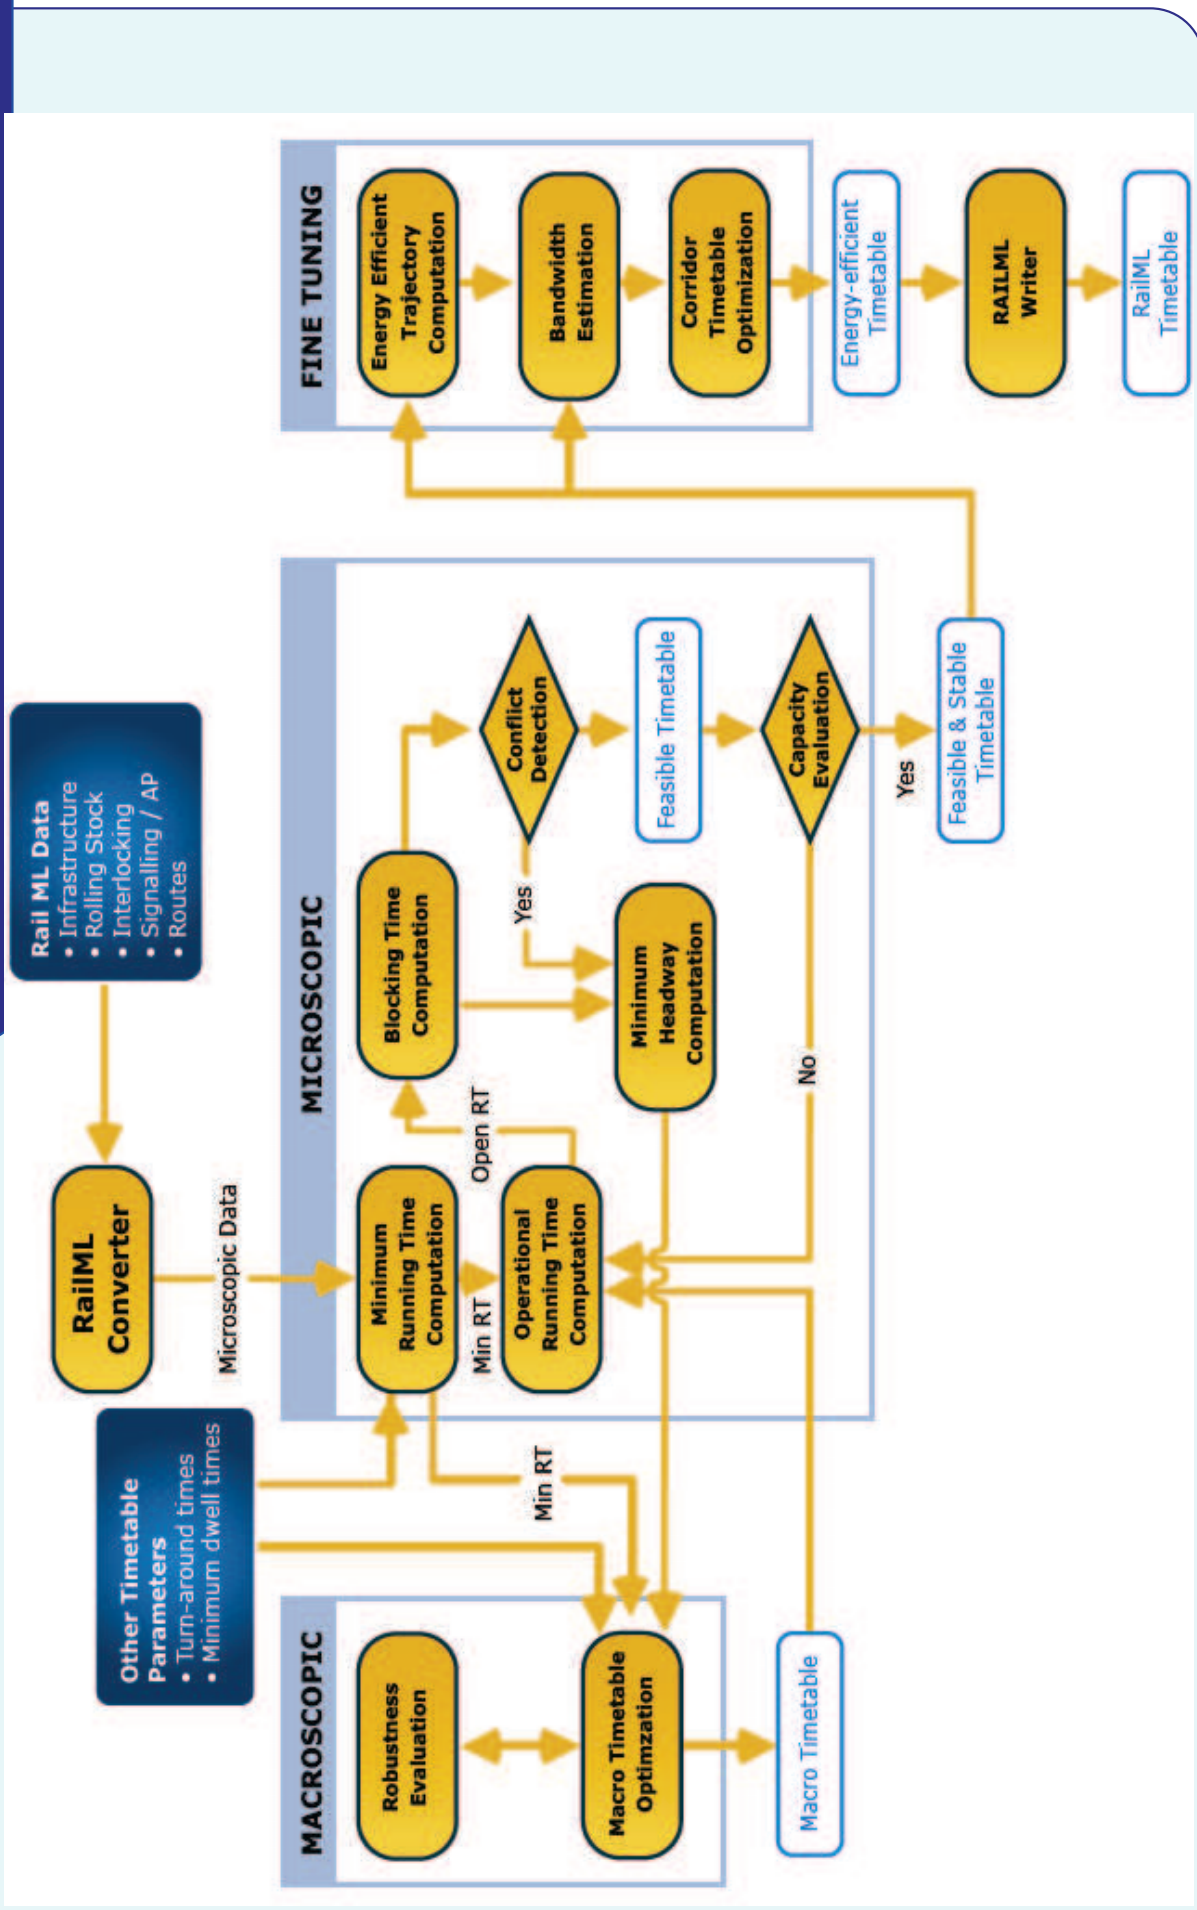 Rail ML Data
• Infrastructure
• Rolling Stock
• Interlocking
• Signalling / AP
• Routes
RailML
Converter
Other Timetable
Parameters
• Turn-around times
• Minimum dwell times
Microscopic Data
MACROSCOPIC
Robustness
Evaluation
Macro Timetable
Optimzation
Macro Timetable
Min RT
MICROSCOPIC
Minimum
Running Time
Computation
Min RT
Operational
Running Time
Computation
Open RT
Blocking Time
Computation
Yes
Minimum
Headway
Computation
Conflict
Detection
Feasible Timetable
Capacity
Evaluation
No
Yes
Feasible & Stable
Timetable
FINE TUNING
Energy Efficient
Trajectory
Computation
Bandwidth
Estimation
Corridor
Timetable
Optimization
Energy-efficient
Timetable
RAILML
Writer
RailML
Timetable